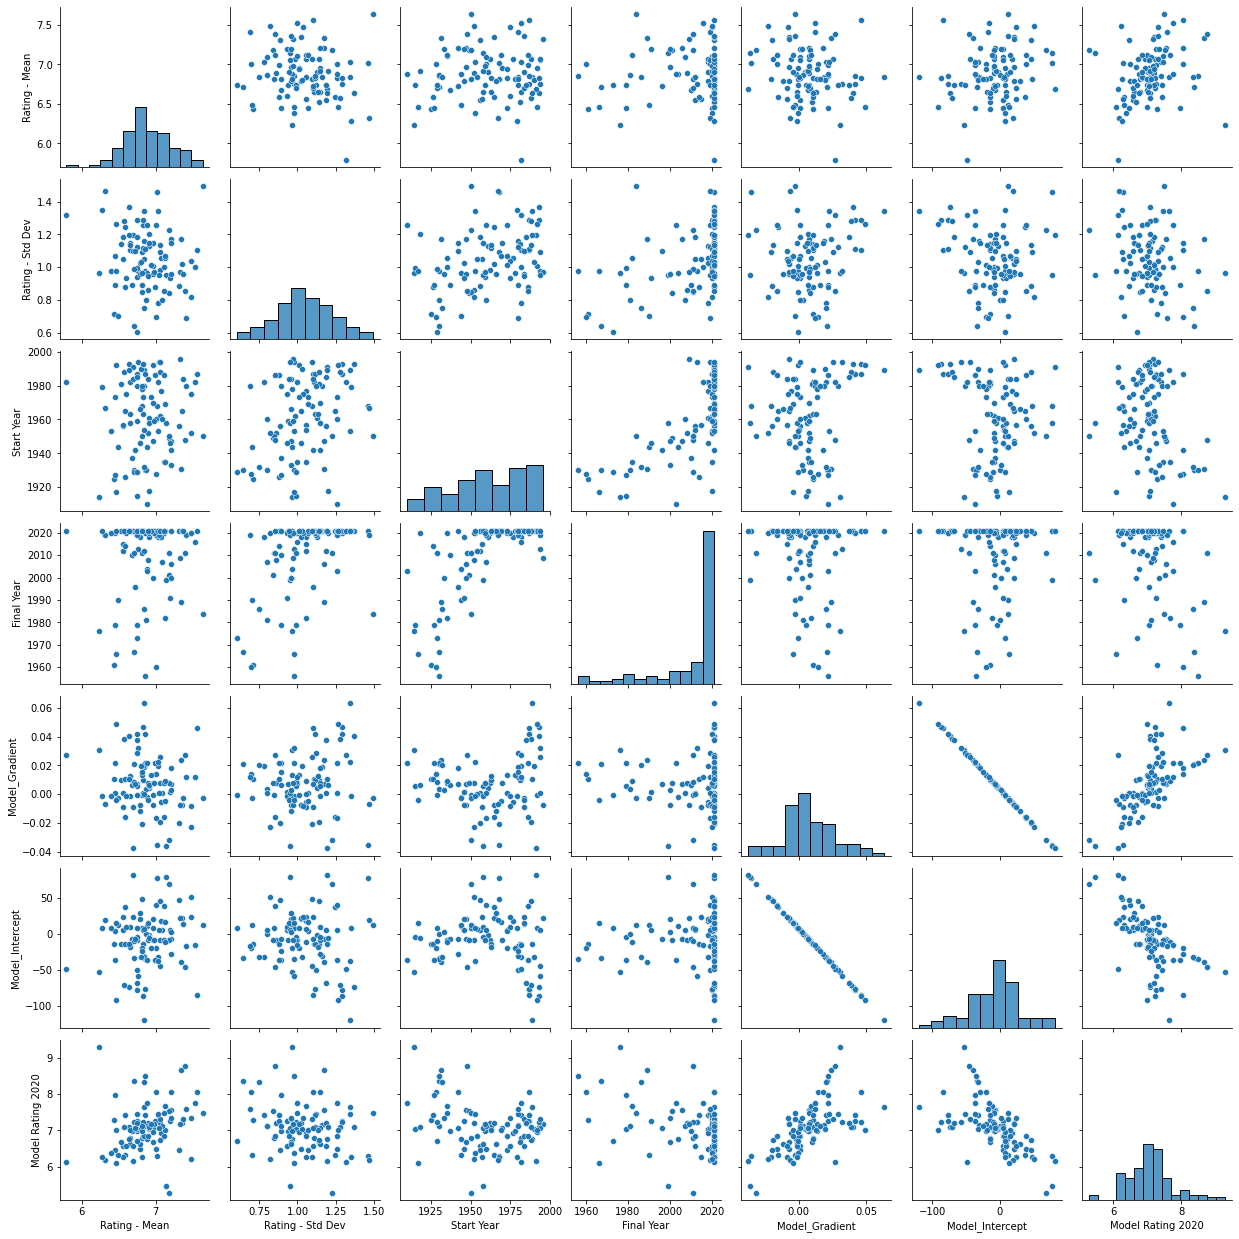 7.5
7.0
6.5
6.0
Rating - Mean
1.4
1.2
1.0
0.8
0.6
Rating - Std Dev
2000
1980
1960
1940
1920
Start Year
2020
2010
2000
1990
1980
1970
1960
Final Year
0.06
0.04
0.02
0.00
−0.02
−0.04
Model_Gradient
50
0
−50
−100
Model_Intercept
9
8
7
6
Model Rating 2020
6 7
Rating - Mean
0.75 1.00 1.25 1.50
Rating - Std Dev
1925 1950 1975 2000
Start Year
1960 1980 2000 2020
Final Year
0.00 0.05
Model_Gradient
−100 0
Model_Intercept
6 8
Model Rating 2020